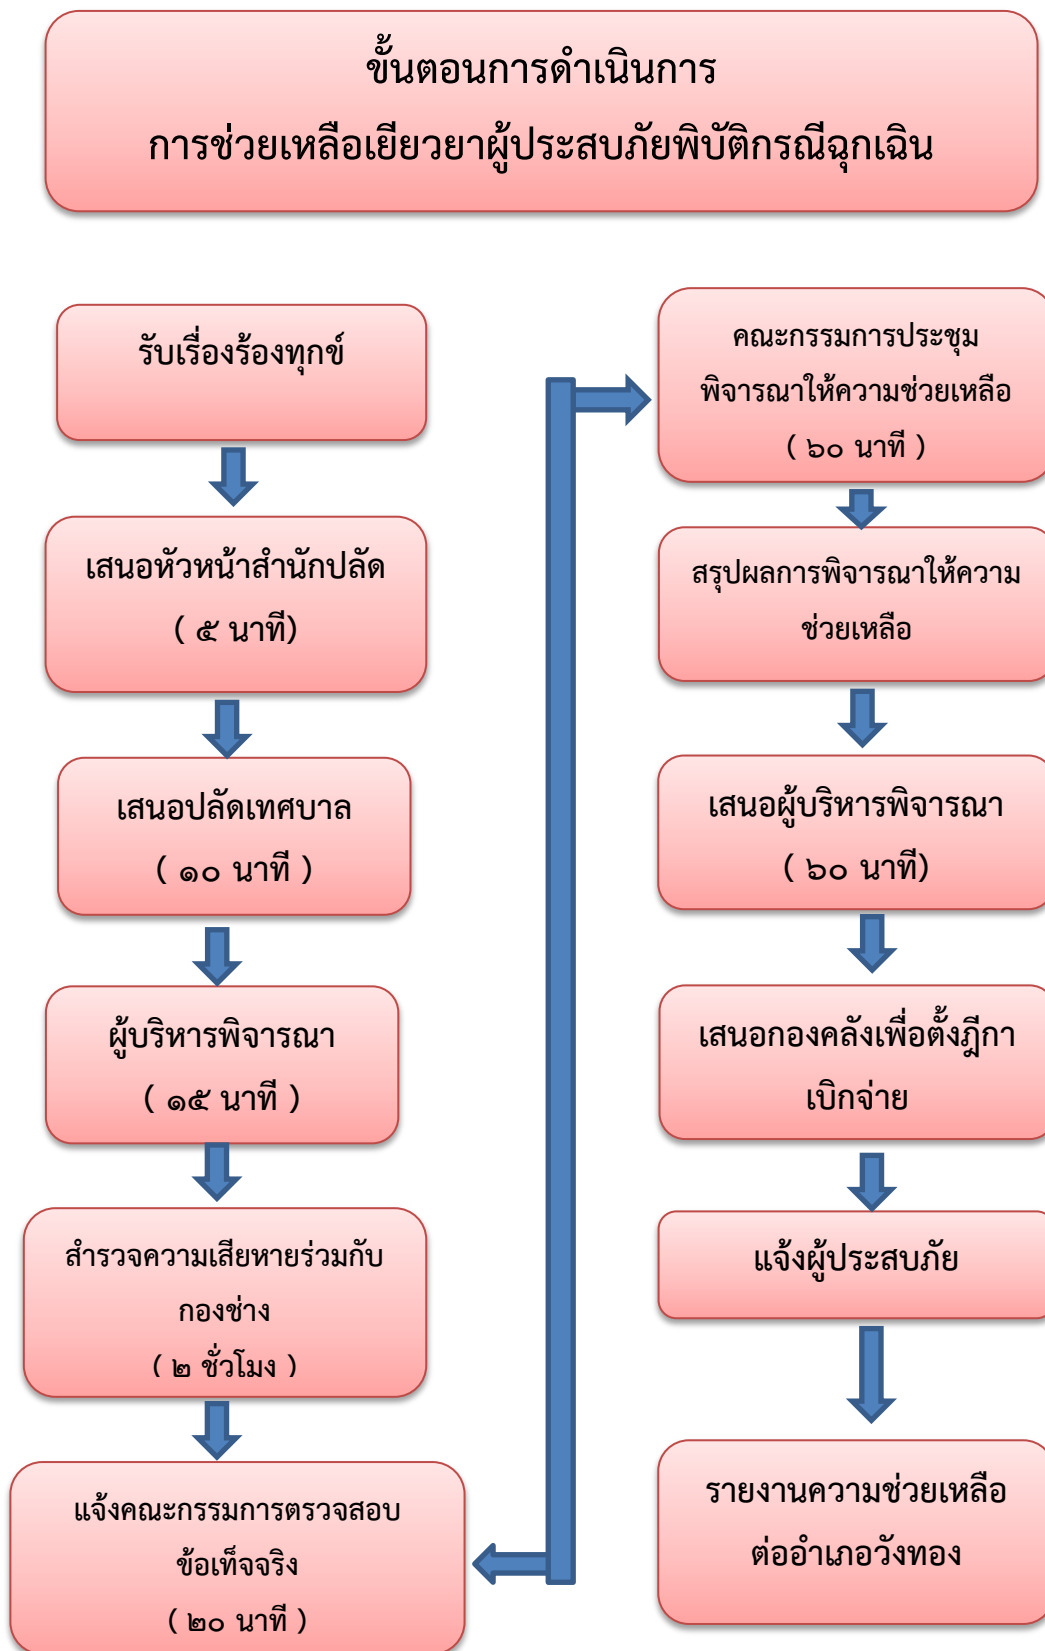 ขั้นตอนการดำเนินการ
การช่วยเหลือเยียวยาผู้ประสบภัยพิบัติกรณีฉุกเฉิน
รับเรื่องร้องทุกข์
เสนอหัวหน้าสำนักปลัด
( ๕ นาที)
เสนอปลัดเทศบาล
( ๑๐ นาที )
ผู้บริหารพิจารณา
( ๑๕ นาที )
สำรวจความเสียหายร่วมกับ
กองช่าง
( ๒ ชั่วโมง )
แจ้งคณะกรรมการตรวจสอบ
ข้อเท็จจริง
( ๒๐ นาที )
คณะกรรมการประชุม
พิจารณาให้ความช่วยเหลือ
( ๖๐ นาที )
สรุปผลการพิจารณาให้ความ
ช่วยเหลือ
เสนอผู้บริหารพิจารณา
( ๖๐ นาที)
เสนอกองคลังเพื่อตั้งฎีกา
เบิกจ่าย
แจ้งผู้ประสบภัย
รายงานความช่วยเหลือ
ต่ออำเภอวังทอง